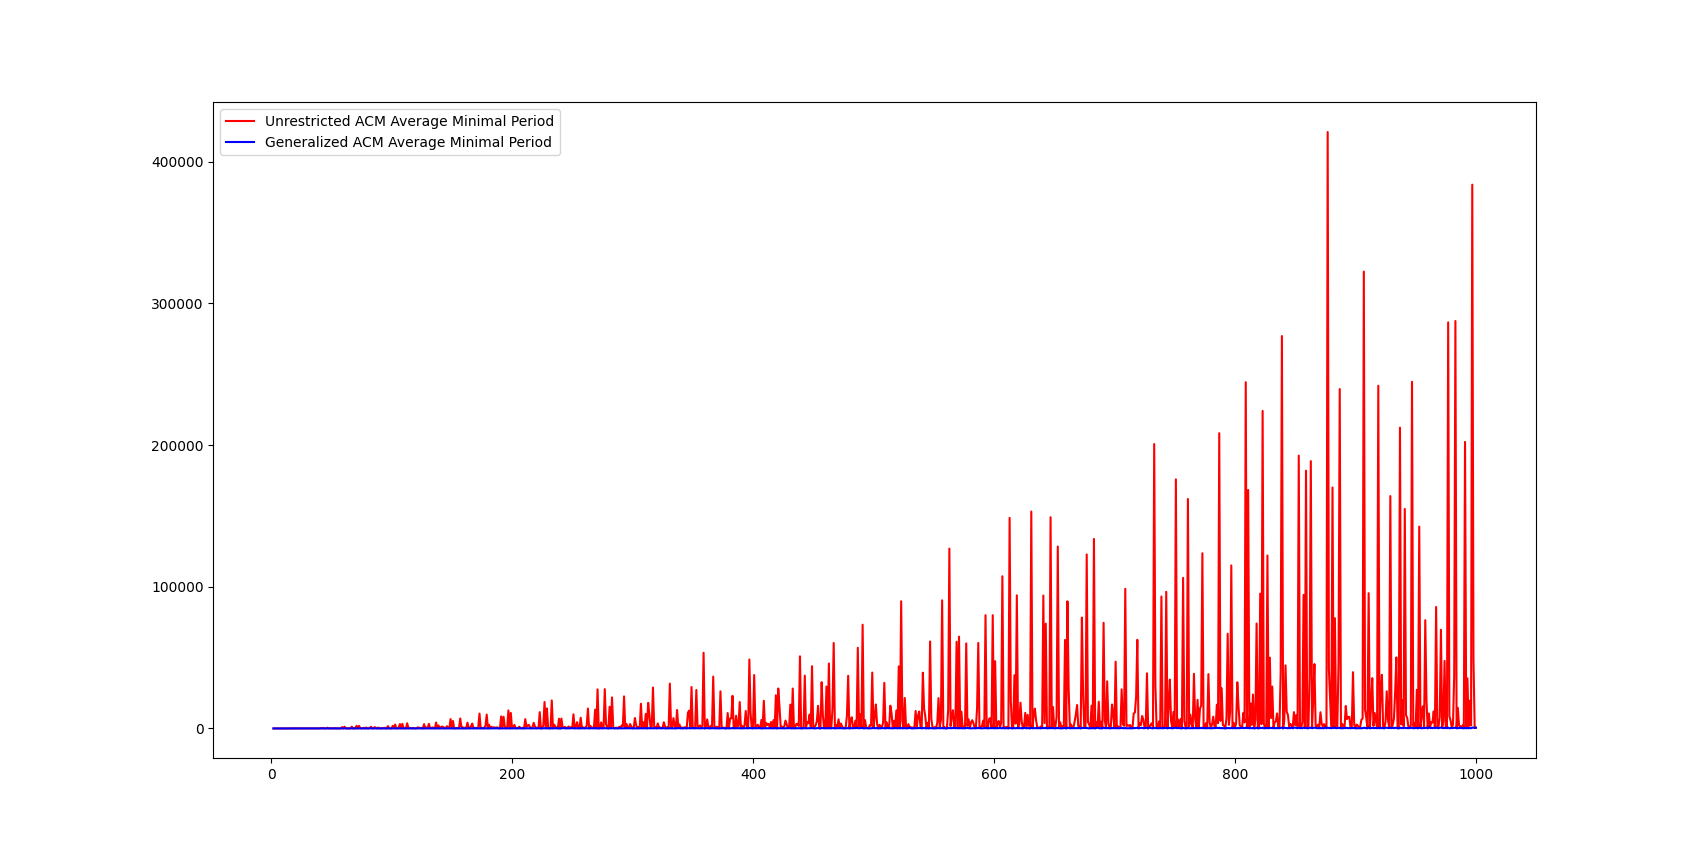 Unrestricted ACM Average Minimal Period
Generalized ACM Average Minimal Period
400000
300000
200000
100000
0
0 200 400 600 800 1000